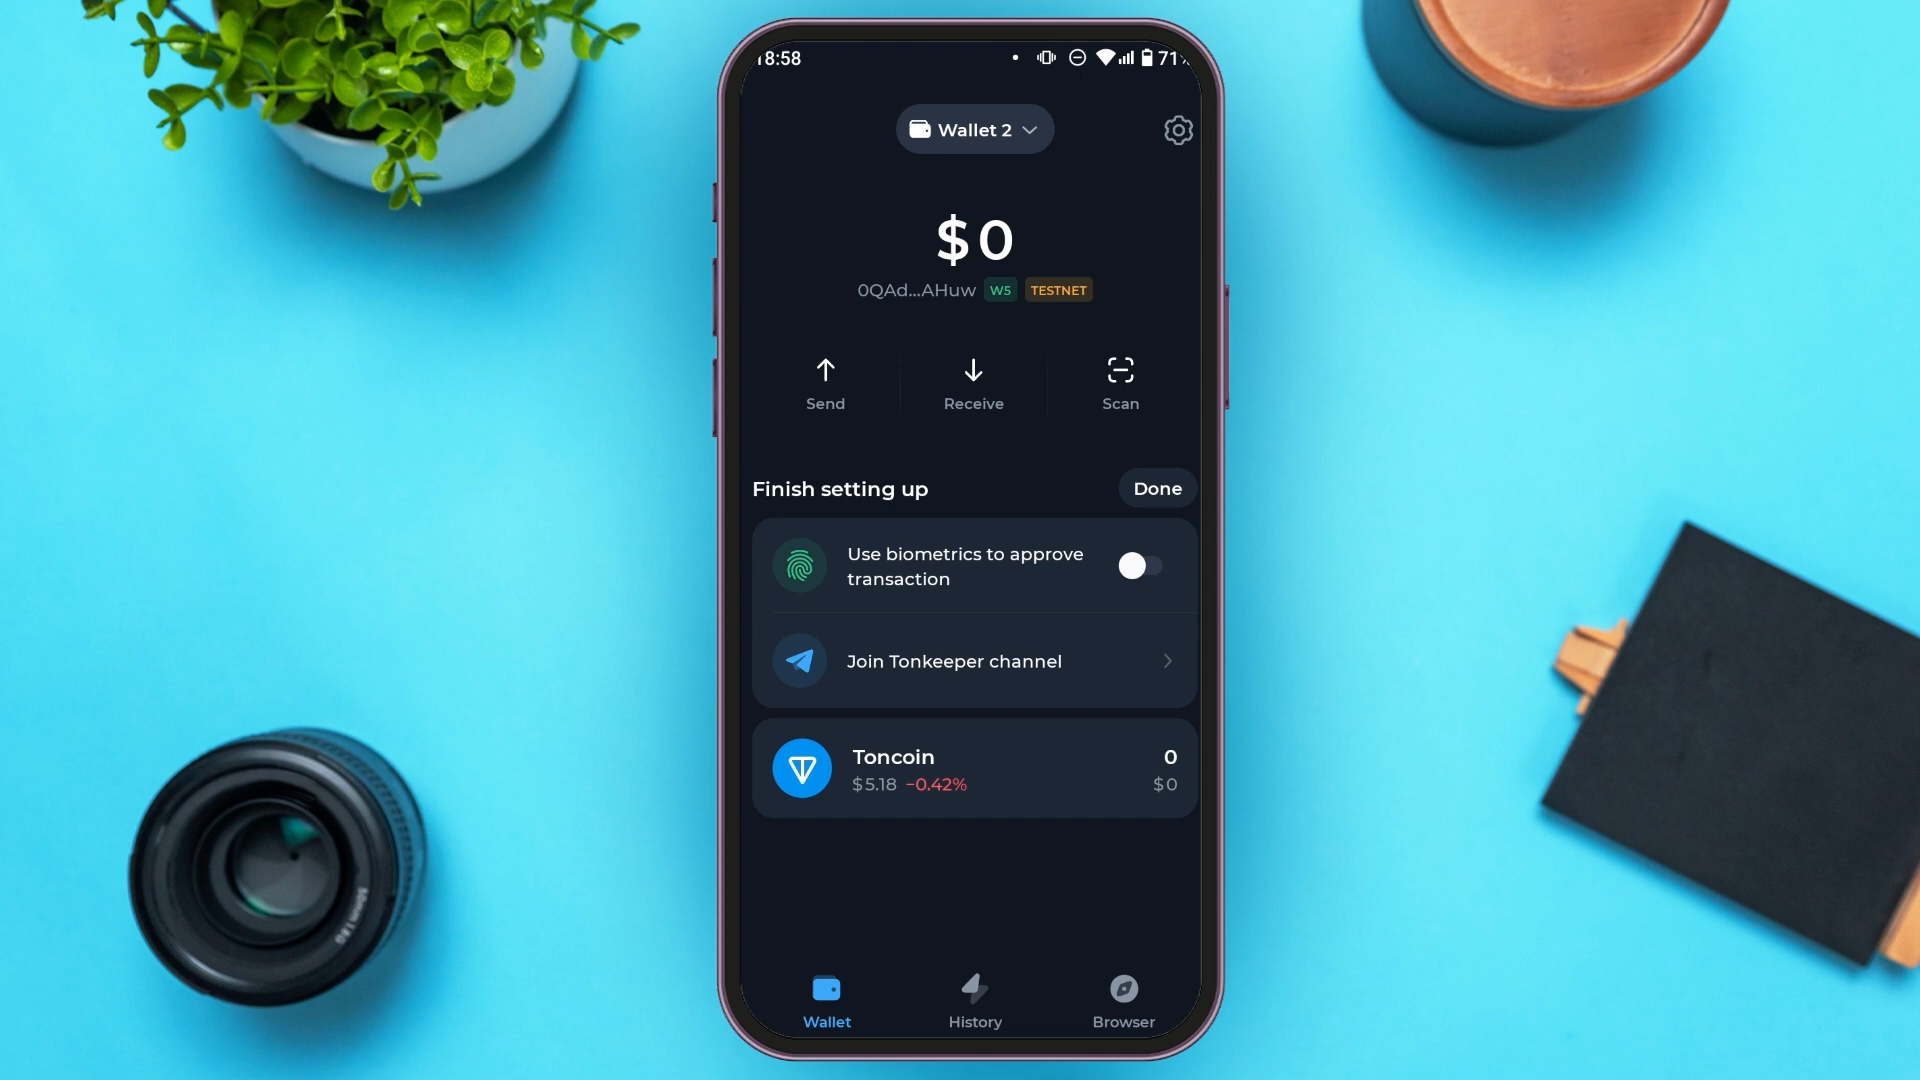 18:58
71%
Wallet 2
$0
0QAd...AHuw W5 TESTNET
Send
Receive
Scan
Finish setting up
Done
Use biometrics to approve
transaction
Join Tonkeeper channel
Toncoin
0
$5.18 −0.42%
$0
Wallet
History
Browser